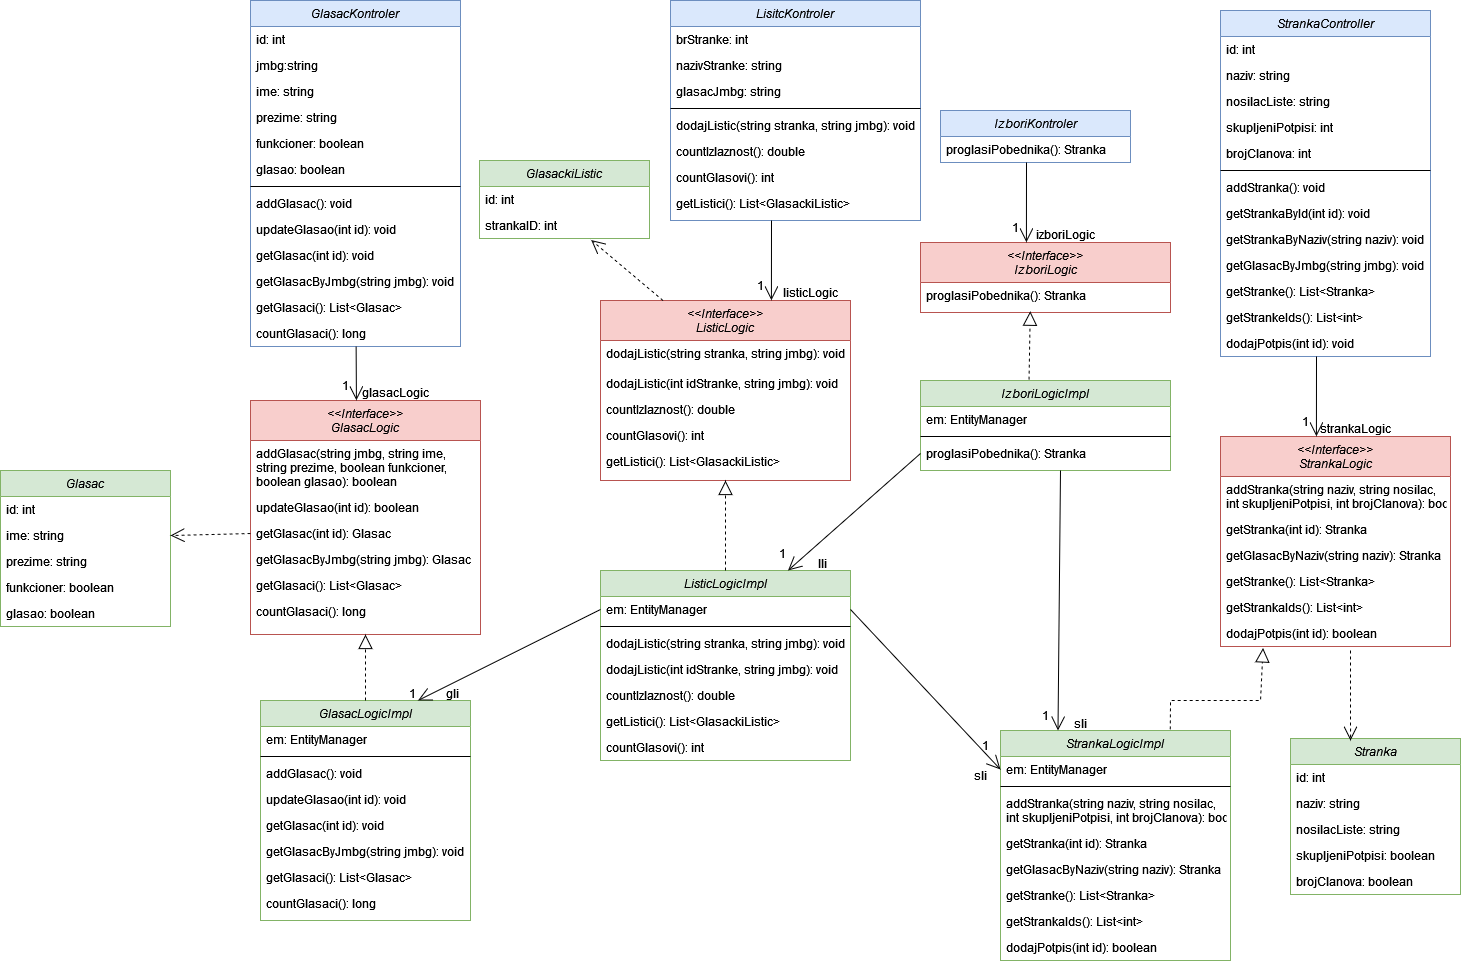 GlasacKontroler
id: int
jmbg:string
ime: string
prezime: string
funkcioner: boolean
glasao: boolean
addGlasac(): void
updateGlasao(int id): void
getGlasac(int id): void
getGlasacByJmbg(string jmbg): void
getGlasaci(): List<Glasac>
countGlasaci(): long
1
glasacLogic
<<Interface>>
GlasacLogic
addGlasac(string jmbg, string ime,
string prezime, boolean funkcioner,
boolean glasao): boolean
updateGlasao(int id): boolean
getGlasac(int id): Glasac
getGlasacByJmbg(string jmbg): Glasac
getGlasaci(): List<Glasac>
countGlasaci(): long
Glasac
id: int
ime: string
prezime: string
funkcioner: boolean
glasao: boolean
1
gli
GlasacLogicImpl
em: EntityManager
addGlasac(): void
updateGlasao(int id): void
getGlasac(int id): void
getGlasacByJmbg(string jmbg): void
getGlasaci(): List<Glasac>
countGlasaci(): long
GlasackiListic
id: int
strankaID: int
LisitcKontroler
brStranke: int
nazivStranke: string
glasacJmbg: string
dodajListic(string stranka, string jmbg): void
countIzlaznost(): double
countGlasovi(): int
getListici(): List<GlasackiListic>
1
listicLogic
<<Interface>>
ListicLogic
dodajListic(string stranka, string jmbg): void
dodajListic(int idStranke, string jmbg): void
countIzlaznost(): double
countGlasovi(): int
getListici(): List<GlasackiListic>
1
lli
ListicLogicImpl
em: EntityManager
dodajListic(string stranka, string jmbg): void
dodajListic(int idStranke, string jmbg): void
countIzlaznost(): double
getListici(): List<GlasackiListic>
countGlasovi(): int
IzboriKontroler
proglasiPobednika(): Stranka
1
izboriLogic
<<Interface>>
IzboriLogic
proglasiPobednika(): Stranka
IzboriLogicImpl
em: EntityManager
proglasiPobednika(): Stranka
1
sli
1
sli
StrankaLogicImpl
em: EntityManager
addStranka(string naziv, string nosilac,
int skupljeniPotpisi, int brojClanova): boo
getStranka(int id): Stranka
getGlasacByNaziv(string naziv): Stranka
getStranke(): List<Stranka>
getStrankaIds(): List<int>
dodajPotpis(int id): boolean
StrankaController
id: int
naziv: string
nosilacListe: string
skupljeniPotpisi: int
brojClanova: int
addStranka(): void
getStrankaById(int id): void
getStrankaByNaziv(string naziv): void
getGlasacByJmbg(string jmbg): void
getStranke(): List<Stranka>
getStrankeIds(): List<int>
dodajPotpis(int id): void
1
strankaLogic
<<Interface>>
StrankaLogic
addStranka(string naziv, string nosilac,
int skupljeniPotpisi, int brojClanova): boo
getStranka(int id): Stranka
getGlasacByNaziv(string naziv): Stranka
getStranke(): List<Stranka>
getStrankaIds(): List<int>
dodajPotpis(int id): boolean
Stranka
id: int
naziv: string
nosilacListe: string
skupljeniPotpisi: boolean
brojClanova: boolean